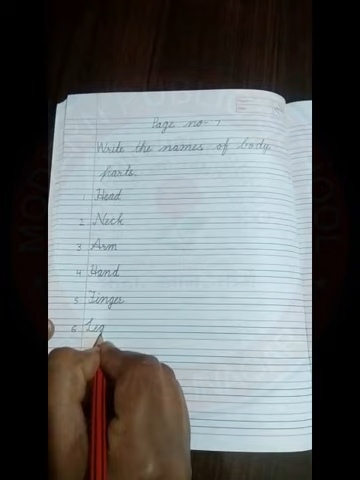 Page no- 7
Write the names of body
parts.
1 Head
2 Neck
3 Arm
4 Hand
5 Finger
6 Leg